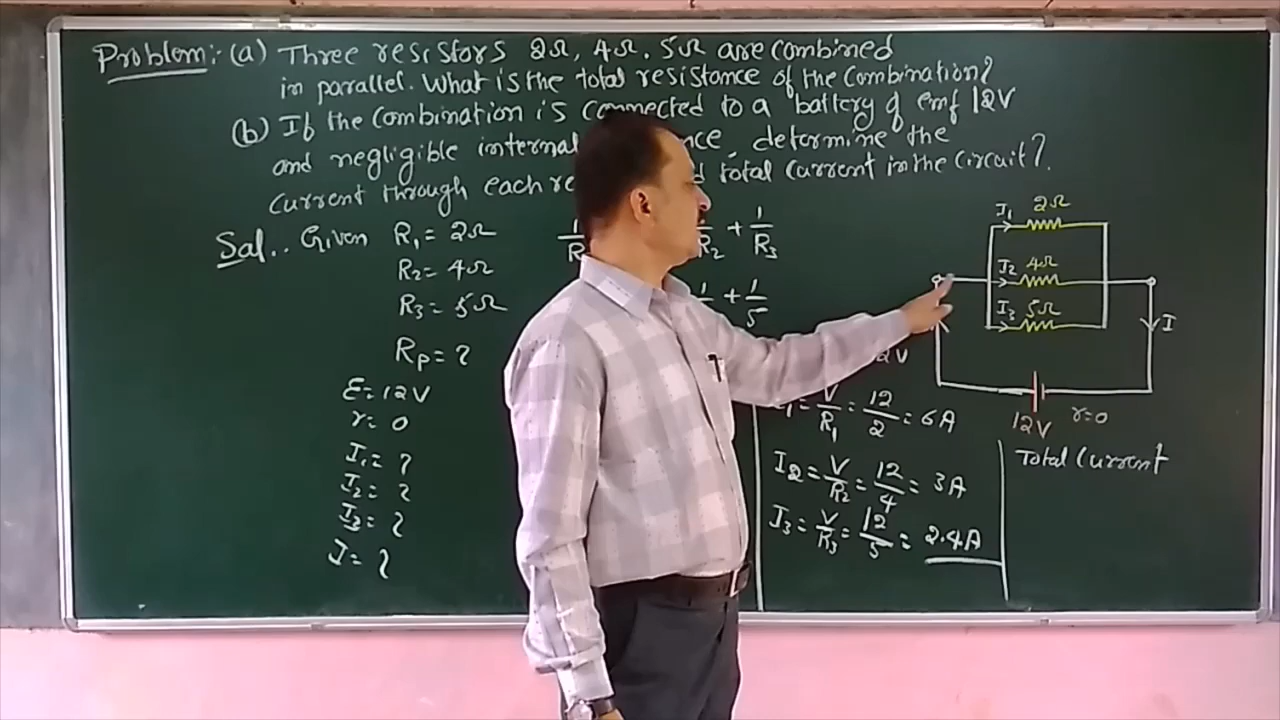 Problem:- (a) Three resistors 2Ω, 4Ω, 5Ω are combined
in parallel. What is the total resistance of the combination?
(b) If the combination is connected to a battery of emf 12V
and negligible internal determine the
current through each total current in the circuit?
Sol.. Given R₁ = 2Ω
R₂ = 4Ω
R₃ = 5Ω
Rp = ?
ε = 12V
r = 0
I₁ = ?
I₂ = ?
I₃ = ?
I = ?
1/R₂ + 1/R₃
+ 1/5
= V/R₁ = 12/2 = 6A
I₂ = V/R₂ = 12/4 = 3A
I₃ = V/R₃ = 12/5 = 2.4A
I₁ 2Ω
I₂ 4Ω
I₃ 5Ω
I
12V r=0
Total current